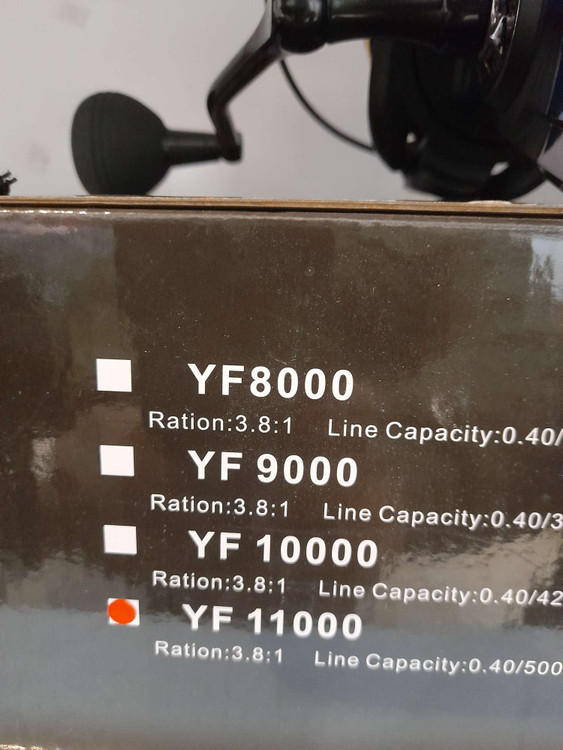 YF8000
Ration:3.8:1 Line Capacity:0.40/
YF 9000
Ration:3.8:1 Line Capacity:0.40/3
YF 10000
Ration:3.8:1 Line Capacity:0.40/42
YF 11000
Ration:3.8:1 Line Capacity:0.40/500